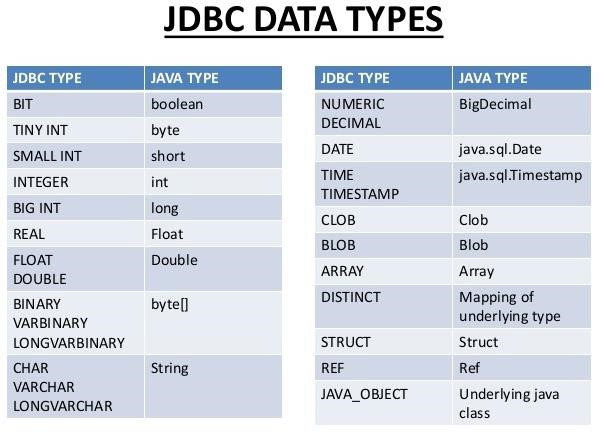 JDBC DATA TYPES
JDBC TYPE JAVA TYPE
BIT boolean
TINY INT byte
SMALL INT short
INTEGER int
BIG INT long
REAL Float
FLOAT Double
DOUBLE
BINARY byte[]
VARBINARY
LONGVARBINARY
CHAR String
VARCHAR
LONGVARCHAR
JDBC TYPE JAVA TYPE
NUMERIC BigDecimal
DECIMAL
DATE java.sql.Date
TIME java.sql.Timestamp
TIMESTAMP
CLOB Clob
BLOB Blob
ARRAY Array
DISTINCT Mapping of
underlying type
STRUCT Struct
REF Ref
JAVA_OBJECT Underlying java
class